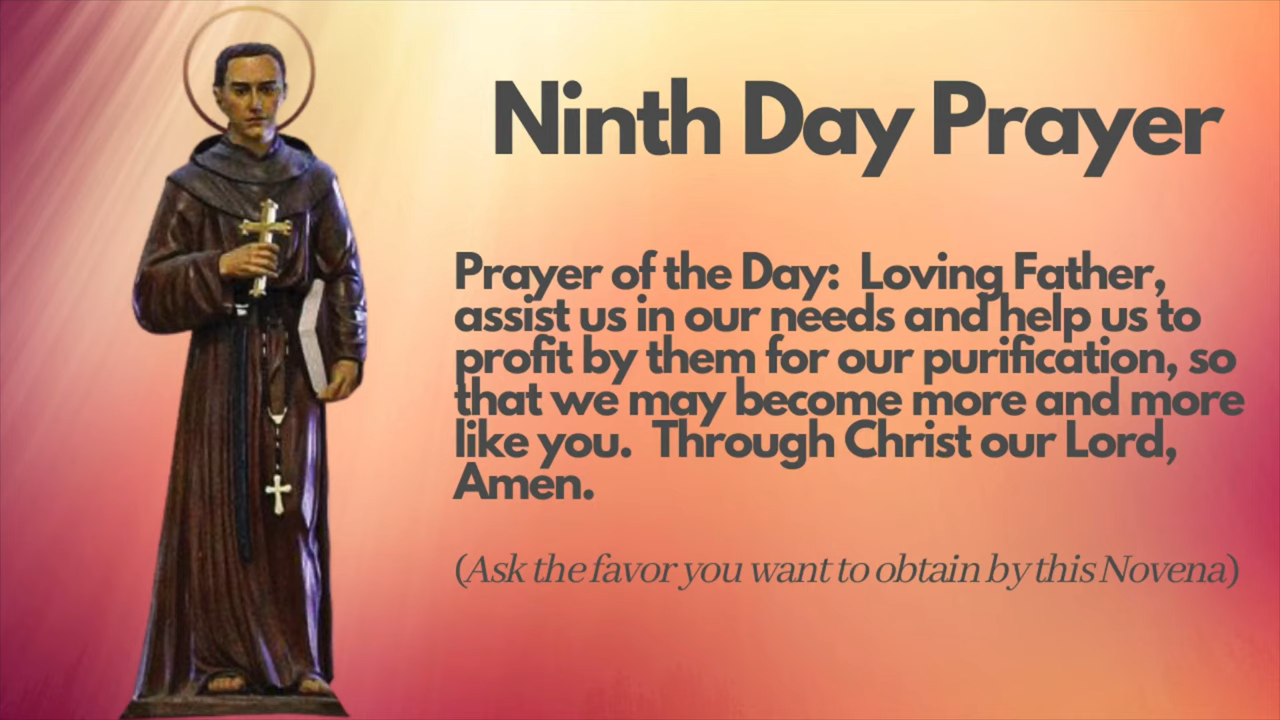 Ninth Day Prayer
Prayer of the Day:  Loving Father,
assist us in our needs and help us to
profit by them for our purification, so
that we may become more and more
like you.  Through Christ our Lord,
Amen.
(Ask the favor you want to obtain by this Novena)